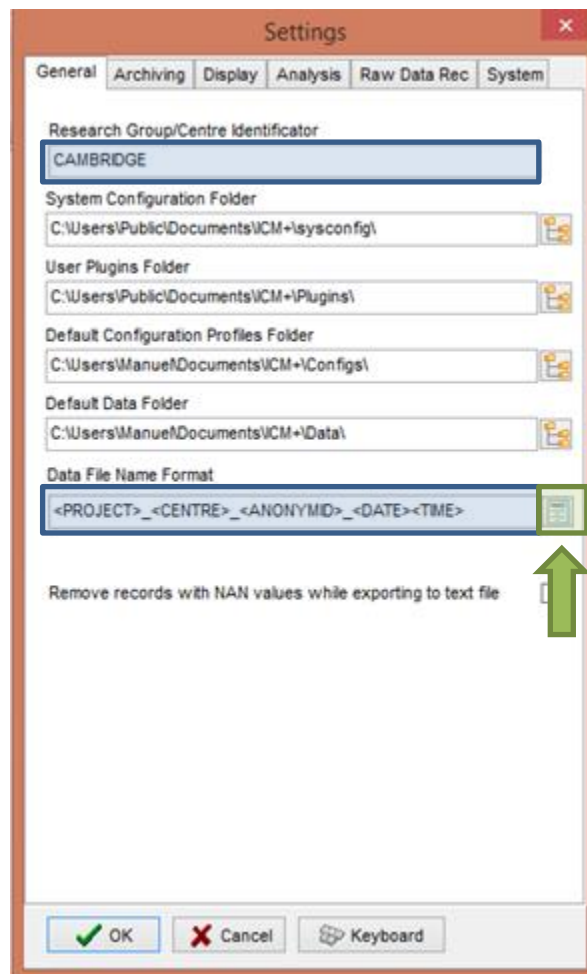 Settings
General Archiving Display Analysis Raw Data Rec System
Research Group/Centre Identificator
CAMBRIDGE
System Configuration Folder
C:\Users\Public\Documents\ICM+\sysconfig\
User Plugins Folder
C:\Users\Public\Documents\ICM+\Plugins\
Default Configuration Profiles Folder
C:\Users\Manuel\Documents\ICM+\Configs\
Default Data Folder
C:\Users\Manuel\Documents\ICM+\Data\
Data File Name Format
<PROJECT>_<CENTRE>_<ANONYMID>_<DATE><TIME>
Remove records with NAN values while exporting to text file
OK Cancel Keyboard